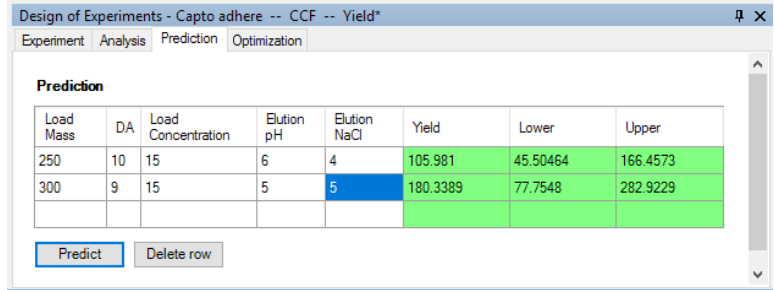 Design of Experiments - Capto adhere -- CCF -- Yield*
Experiment Analysis Prediction Optimization
Prediction
Load Mass DA Load Concentration Elution pH Elution NaCl Yield Lower Upper
250 10 15 6 4 105.981 45.50464 166.4573
300 9 15 5 5 180.3389 77.7548 282.9229
Predict Delete row